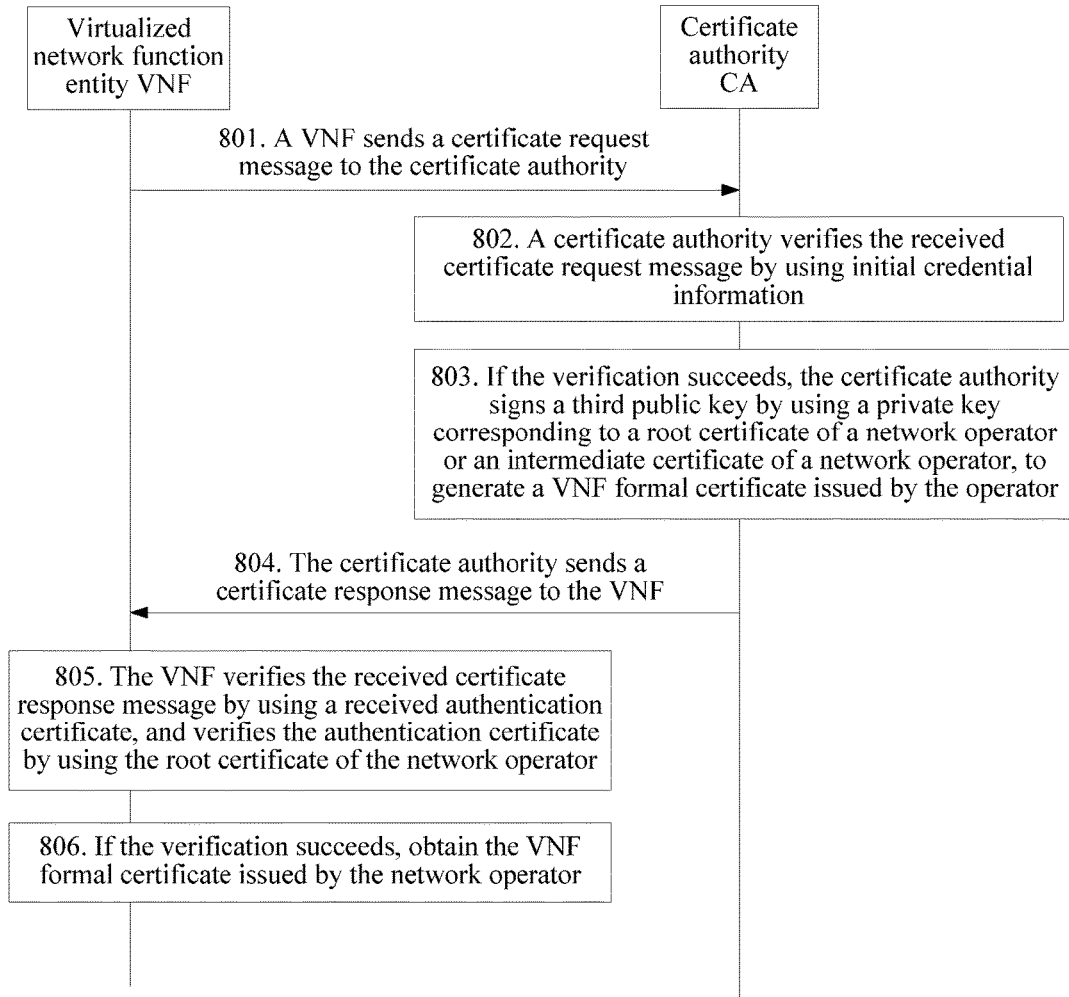 Virtualized
network function
entity VNF
Certificate
authority
CA
801. A VNF sends a certificate request
message to the certificate authority
802. A certificate authority verifies the received
certificate request message by using initial credential
information
803. If the verification succeeds, the certificate authority
signs a third public key by using a private key
corresponding to a root certificate of a network operator
or an intermediate certificate of a network operator, to
generate a VNF formal certificate issued by the operator
804. The certificate authority sends a
certificate response message to the VNF
805. The VNF verifies the received certificate
response message by using a received authentication
certificate, and verifies the authentication certificate
by using the root certificate of the network operator
806. If the verification succeeds, obtain the VNF
formal certificate issued by the network operator